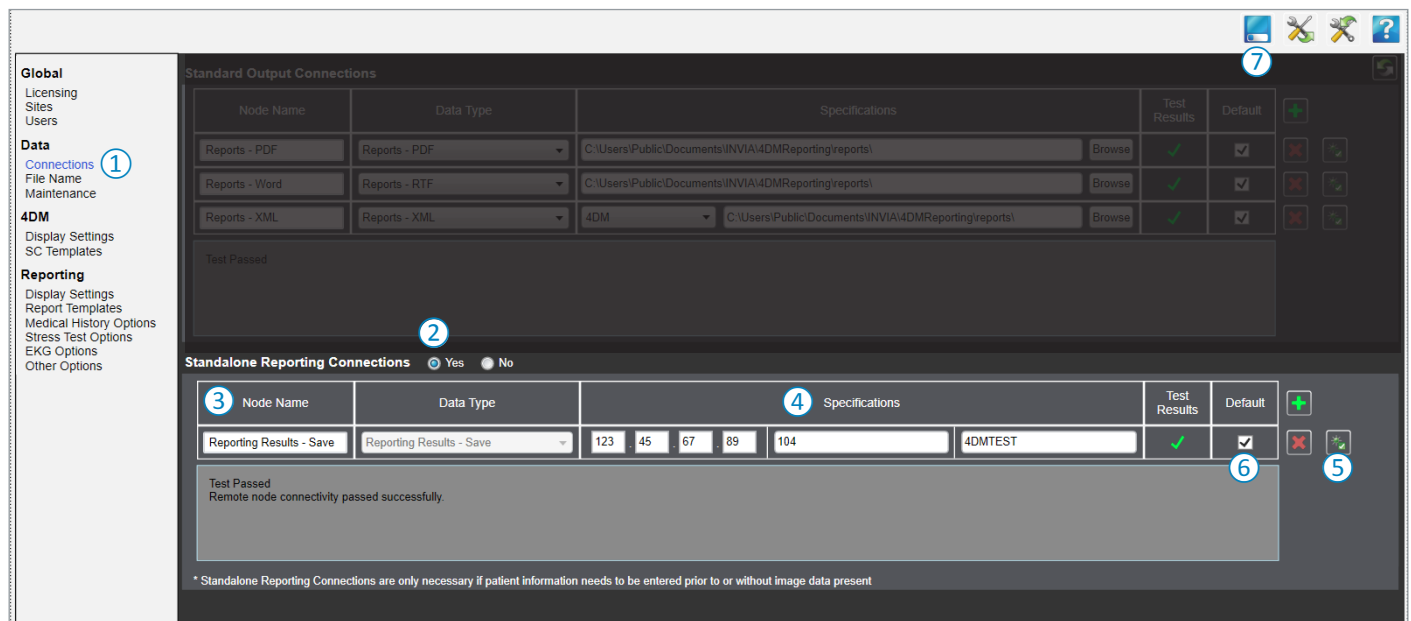 7
Global
Licensing
Sites
Users
Data
Connections 1
File Name
Maintenance
4DM
Display Settings
SC Templates
Reporting
Display Settings
Report Templates
Medical History Options
Stress Test Options
EKG Options
Other Options
Standard Output Connections
Node Name Data Type Specifications Test Results Default
Reports - PDF Reports - PDF C:\Users\Public\Documents\INVIA\4DMReporting\reports\ Browse
Reports - Word Reports - RTF C:\Users\Public\Documents\INVIA\4DMReporting\reports\ Browse
Reports - XML Reports - XML 4DM C:\Users\Public\Documents\INVIA\4DMReporting\reports\ Browse
Test Passed
2
Standalone Reporting Connections Yes No
3 Node Name Data Type 4 Specifications Test Results Default
Reporting Results - Save Reporting Results - Save 123 . 45 . 67 . 89 104 4DMTEST
6 5
Test Passed
Remote node connectivity passed successfully.
* Standalone Reporting Connections are only necessary if patient information needs to be entered prior to or without image data present